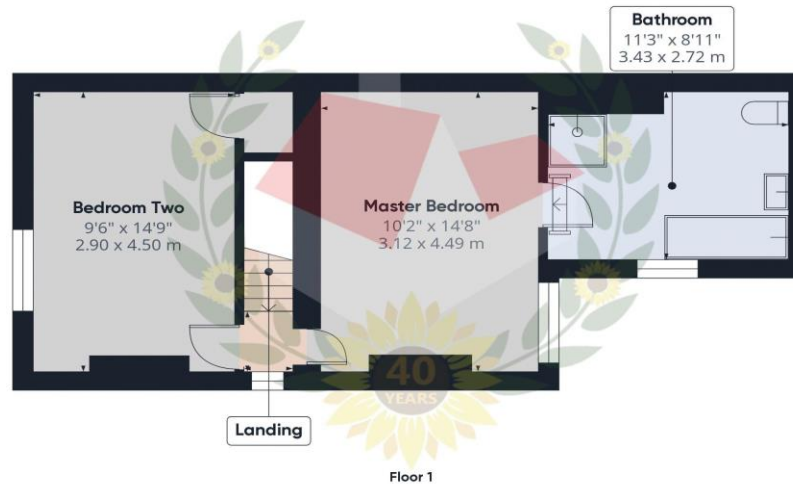 Bathroom
11'3" x 8'11"
3.43 x 2.72 m
Bedroom Two
9'6" x 14'9"
2.90 x 4.50 m
Master Bedroom
10'2" x 14'8"
3.12 x 4.49 m
40
YEARS
Landing
Floor 1